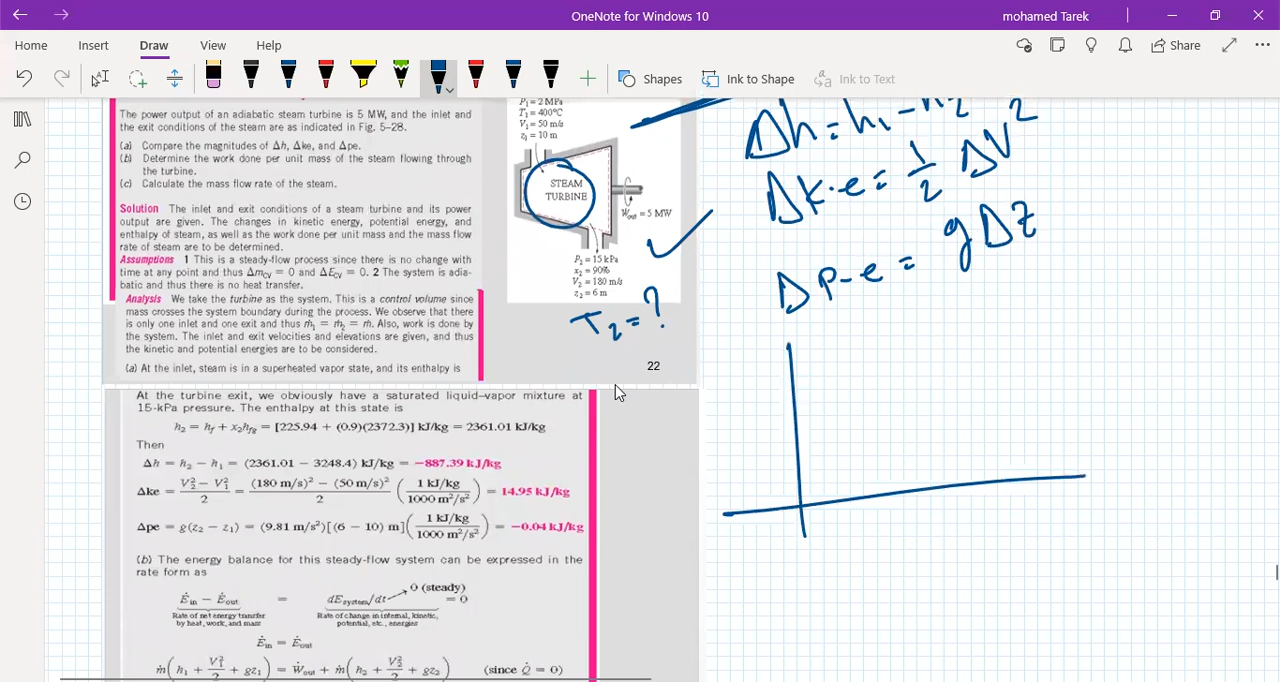 OneNote for Windows 10
mohamed Tarek
Home
Insert
Draw
View
Help
Share
Shapes
Ink to Shape
Ink to Text
The power output of an adiabatic steam turbine is 5 MW, and the inlet and
the exit conditions of the steam are as indicated in Fig. 5–28.
(a) Compare the magnitudes of Δh, Δke, and Δpe.
(b) Determine the work done per unit mass of the steam flowing through
the turbine.
(c) Calculate the mass flow rate of the steam.
Solution The inlet and exit conditions of a steam turbine and its power
output are given. The changes in kinetic energy, potential energy, and
enthalpy of steam, as well as the work done per unit mass and the mass flow
rate of steam are to be determined.
Assumptions 1 This is a steady-flow process since there is no change with
time at any point and thus Δm_CV = 0 and ΔE_CV = 0. 2 The system is adia-
batic and thus there is no heat transfer.
Analysis We take the turbine as the system. This is a control volume since
mass crosses the system boundary during the process. We observe that there
is only one inlet and one exit and thus ṁ₁ = ṁ₂ = ṁ. Also, work is done by
the system. The inlet and exit velocities and elevations are given, and thus
the kinetic and potential energies are to be considered.
(a) At the inlet, steam is in a superheated vapor state, and its enthalpy is
P₁ = 2 MPa
T₁ = 400°C
V₁ = 50 m/s
z₁ = 10 m
STEAM
TURBINE
Ẇ_out = 5 MW
P₂ = 15 kPa
x₂ = 90%
V₂ = 180 m/s
z₂ = 6 m
T₂ = ?
22
Δh = h₁ - h₂
Δk.e = 1/2 ΔV²
ΔP-e = gΔz
At the turbine exit, we obviously have a saturated liquid–vapor mixture at
15-kPa pressure. The enthalpy at this state is
h₂ = h_f + x₂h_fg = [225.94 + (0.9)(2372.3)] kJ/kg = 2361.01 kJ/kg
Then
Δh = h₂ − h₁ = (2361.01 − 3248.4) kJ/kg = −887.39 kJ/kg
Δke = (V₂² − V₁²)/2 = ((180 m/s)² − (50 m/s)²)/2 (1 kJ/kg / 1000 m²/s²) = 14.95 kJ/kg
Δpe = g(z₂ − z₁) = (9.81 m/s²)[(6 − 10) m](1 kJ/kg / 1000 m²/s²) = −0.04 kJ/kg
(b) The energy balance for this steady-flow system can be expressed in the
rate form as
Ė_in − Ė_out = dE_system/dt 0 (steady) = 0
Rate of net energy transfer
by heat, work, and mass
Rate of change in internal, kinetic,
potential, etc., energies
Ė_in = Ė_out
ṁ(h₁ + V₁²/2 + gz₁) = Ẇ_out + ṁ(h₂ + V₂²/2 + gz₂) (since Q̇ = 0)